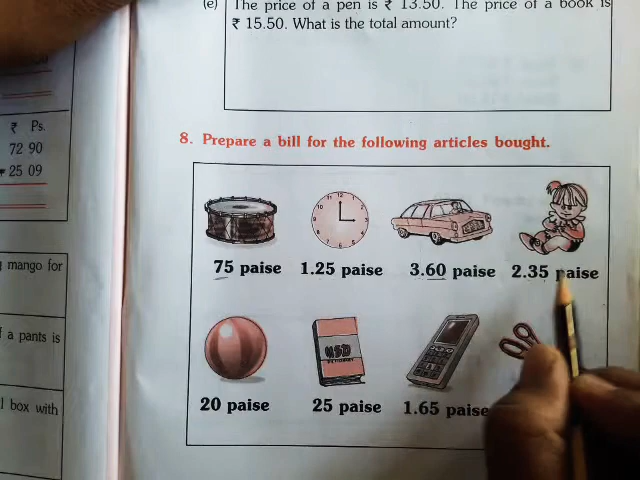 (e) The price of a pen is ₹ 13.50. The price of a book is
₹ 15.50. What is the total amount?
₹ Ps.
72 90
25 09
mango for
a pants is
box with
8. Prepare a bill for the following articles bought.
75 paise 1.25 paise 3.60 paise 2.35 paise
20 paise 25 paise 1.65 paise